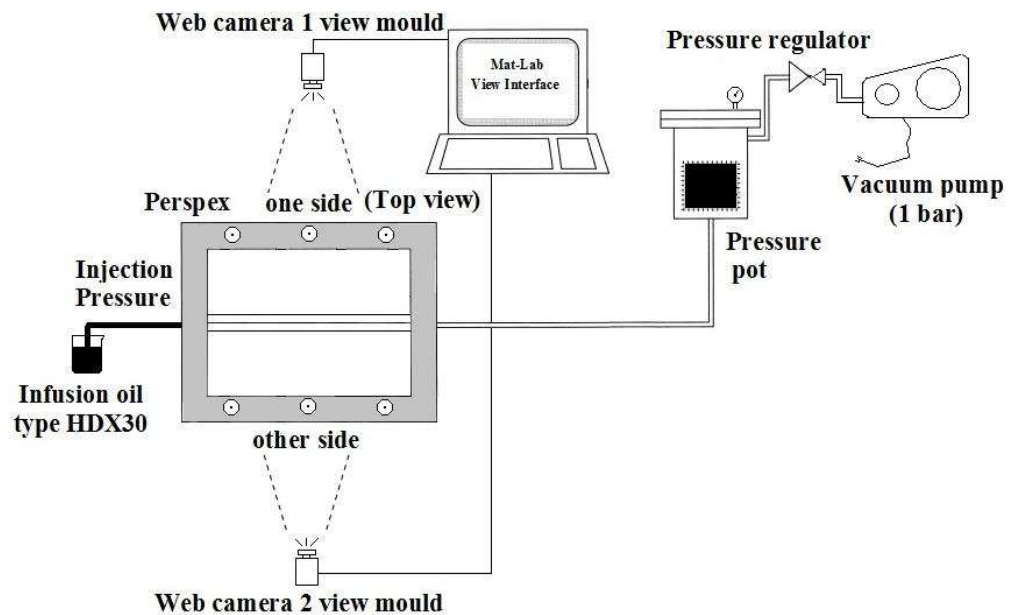 Web camera 1 view mould
Mat-Lab
View Interface
Pressure regulator
Vacuum pump
(1 bar)
Perspex
one side
(Top view)
Injection
Pressure
Pressure
pot
Infusion oil
type HDX30
other side
Web camera 2 view mould